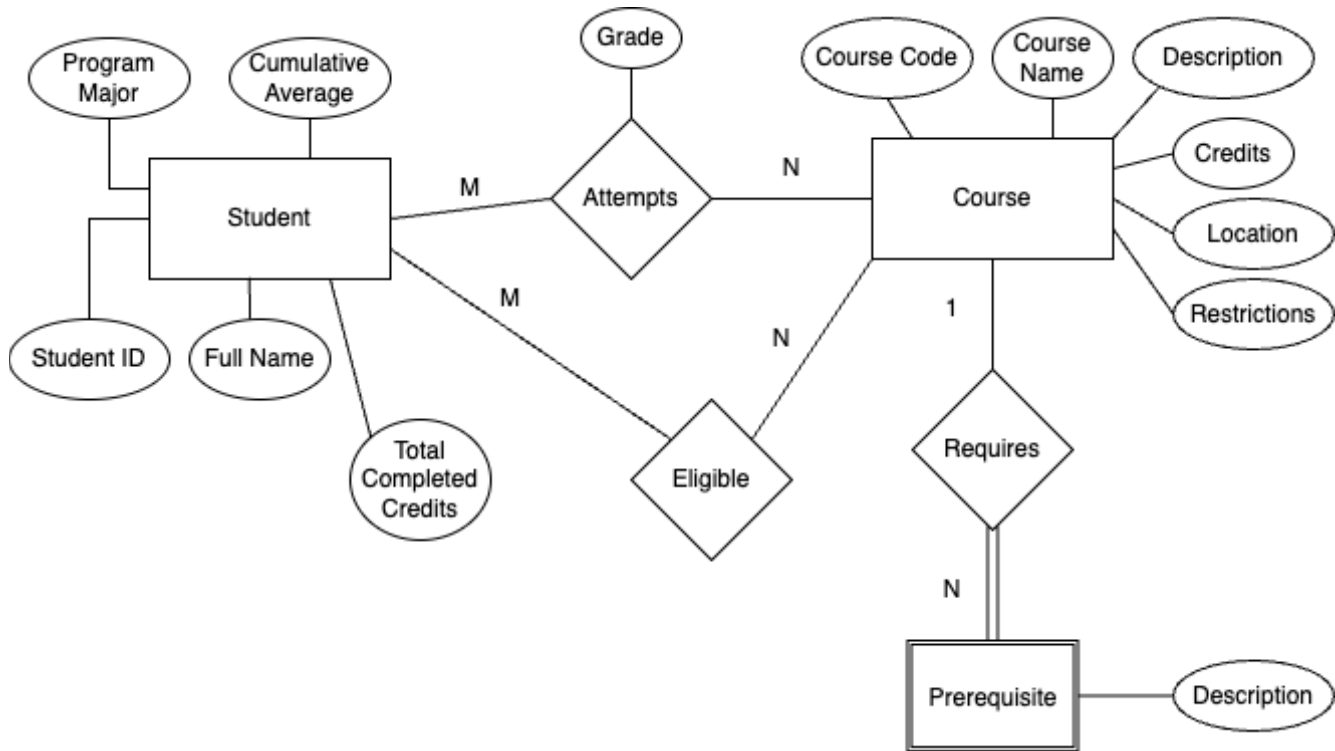 Grade
Program
Major
Cumulative
Average
Course Code
Course
Name
Description
Credits
M
N
Student
Attempts
Course
Location
Restrictions
M
N
1
Student ID
Full Name
Total
Completed
Credits
Eligible
Requires
N
Prerequisite
Description